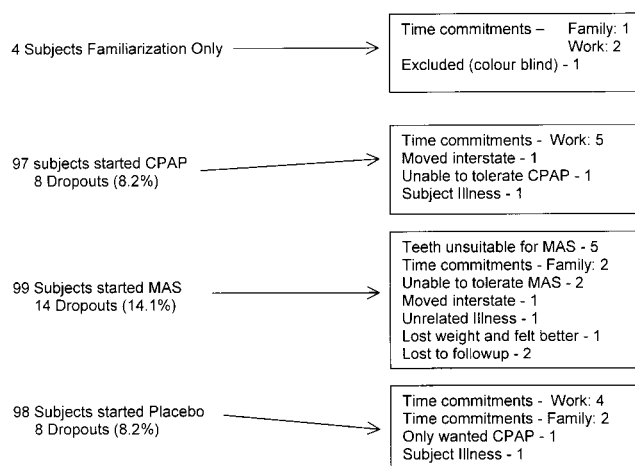 4 Subjects Familiarization Only
Time commitments – Family: 1
Work: 2
Excluded (colour blind) - 1
97 subjects started CPAP
8 Dropouts (8.2%)
Time commitments - Work: 5
Moved interstate - 1
Unable to tolerate CPAP - 1
Subject Illness - 1
99 Subjects started MAS
14 Dropouts (14.1%)
Teeth unsuitable for MAS - 5
Time commitments - Family: 2
Unable to tolerate MAS - 2
Moved interstate - 1
Unrelated Illness - 1
Lost weight and felt better - 1
Lost to followup - 2
98 Subjects started Placebo
8 Dropouts (8.2%)
Time commitments - Work: 4
Time commitments - Family: 2
Only wanted CPAP - 1
Subject Illness - 1